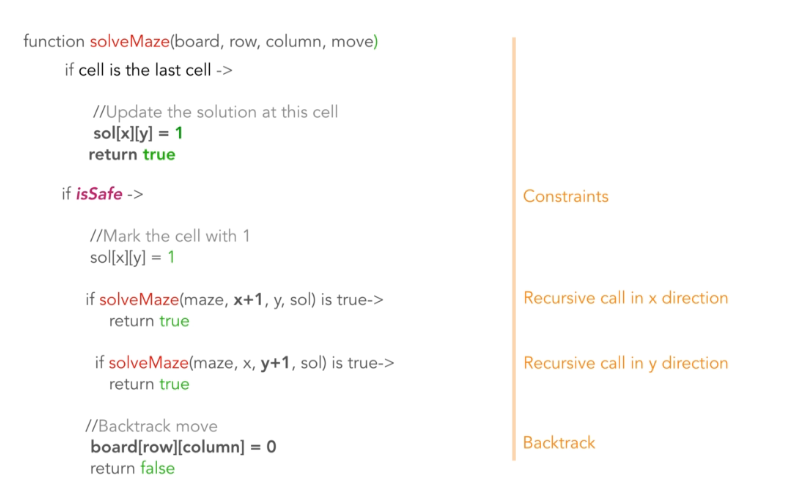 function solveMaze(board, row, column, move)
if cell is the last cell ->
//Update the solution at this cell
sol[x][y] = 1
return true
if isSafe ->
Constraints
//Mark the cell with 1
sol[x][y] = 1
if solveMaze(maze, x+1, y, sol) is true->
Recursive call in x direction
return true
if solveMaze(maze, x, y+1, sol) is true->
Recursive call in y direction
return true
//Backtrack move
board[row][column] = 0
Backtrack
return false